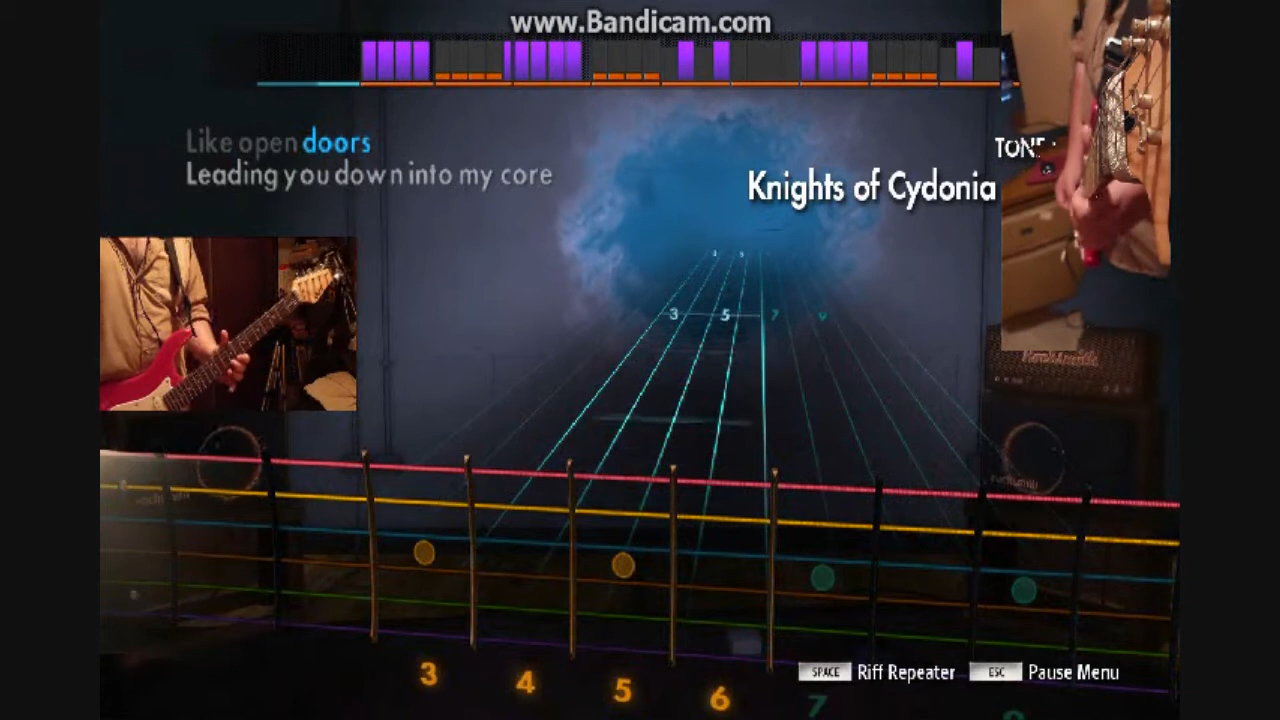 www.Bandicam.com
Like open doors
Leading you down into my core
TONE:
Knights of Cydonia
3 5 7 9
3 4 5 6 7
SPACE Riff Repeater ESC Pause Menu